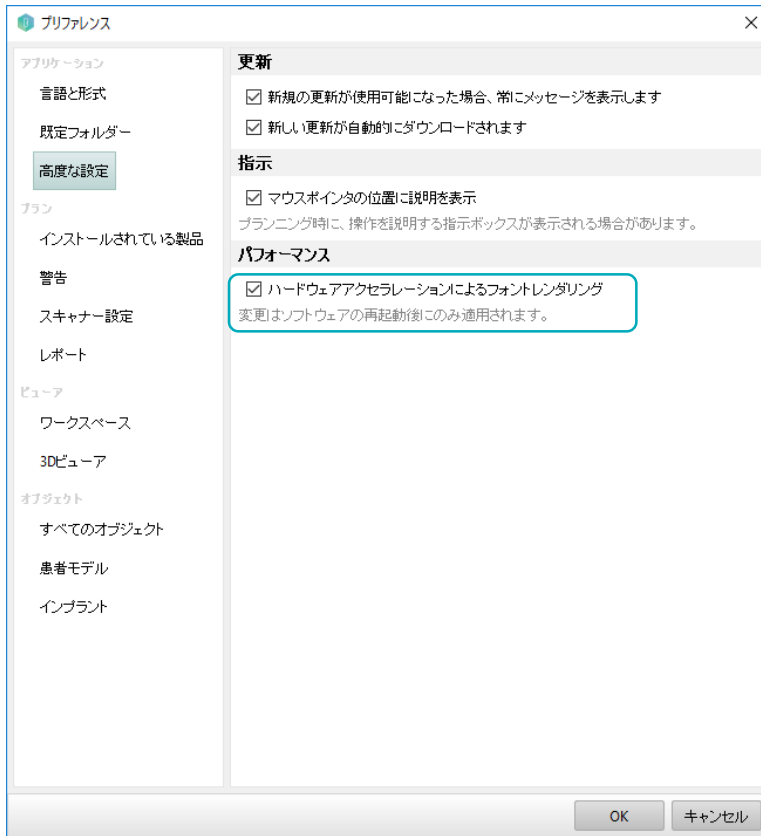 プリファレンス
アプリケーション
言語と形式
既定フォルダー
高度な設定
プラン
インストールされている製品
警告
スキャナー設定
レポート
ビューア
ワークスペース
3Dビューア
オブジェクト
すべてのオブジェクト
患者モデル
インプラント
更新
新規の更新が使用可能になった場合、常にメッセージを表示します
新しい更新が自動的にダウンロードされます
指示
マウスポインタの位置に説明を表示
プランニング時に、操作を説明する指示ボックスが表示される場合があります。
パフォーマンス
ハードウェアアクセラレーションによるフォントレンダリング
変更はソフトウェアの再起動後にのみ適用されます。
OK
キャンセル